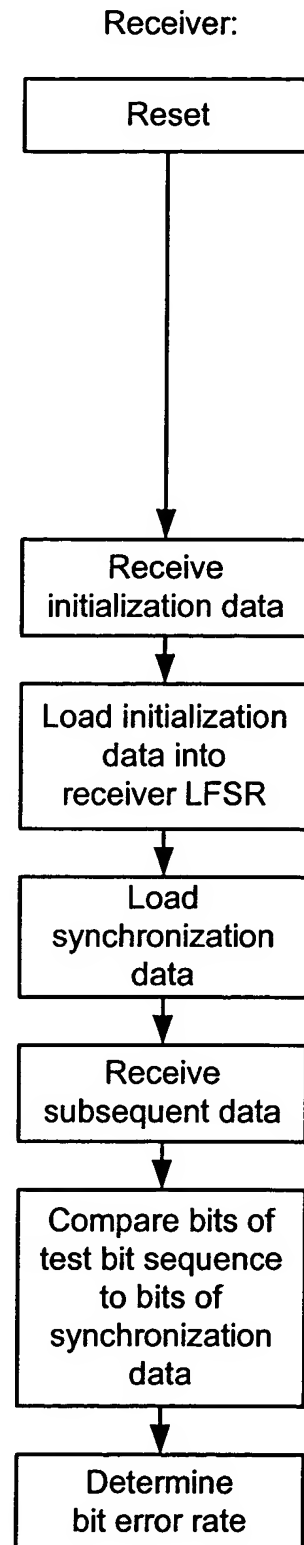 Receiver:
Reset
Receive
initialization data
Load initialization
data into
receiver LFSR
Load
synchronization
data
Receive
subsequent data
Compare bits of
test bit sequence
to bits of
synchronization
data
Determine
bit error rate